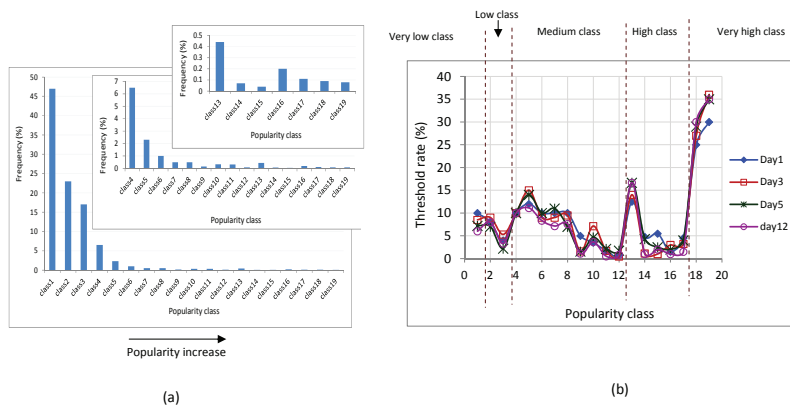 Frequency (%)
50
45
40
35
30
25
20
15
10
5
0
class1
class2
class3
class4
class5
class6
class7
class8
class9
class10
class11
class12
class13
class14
class15
class16
class17
class18
class19
Popularity class
Frequency (%)
7
6
5
4
3
2
1
0
class4
class5
class6
class7
class8
class9
class10
class11
class12
class13
class14
class15
class16
class17
class18
class19
Popularity class
Frequency (%)
0.5
0.4
0.3
0.2
0.1
0
class13
class14
class15
class16
class17
class18
class19
Popularity class
Popularity increase
(a)
Very low class
Low class
Medium class
High class
Very high class
Threshold rate (%)
40
35
30
25
20
15
10
5
0
0
2
4
6
8
10
12
14
16
18
20
Popularity class
Day1
Day3
Day5
day12
(b)